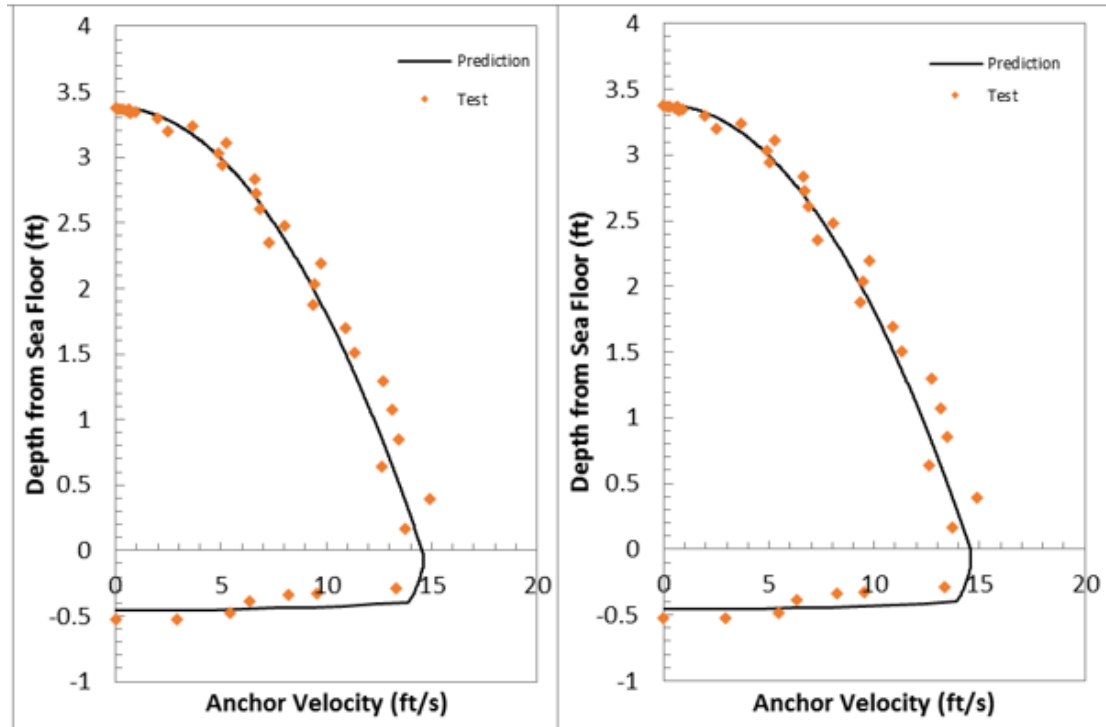 4
3.5
3
2.5
2
1.5
1
0.5
0
-0.5
-1
0 5 10 15 20
Depth from Sea Floor (ft)
Anchor Velocity (ft/s)
Prediction
Test
4
3.5
3
2.5
2
1.5
1
0.5
0
-0.5
-1
0 5 10 15 20
Depth from Sea Floor (ft)
Anchor Velocity (ft/s)
Prediction
Test